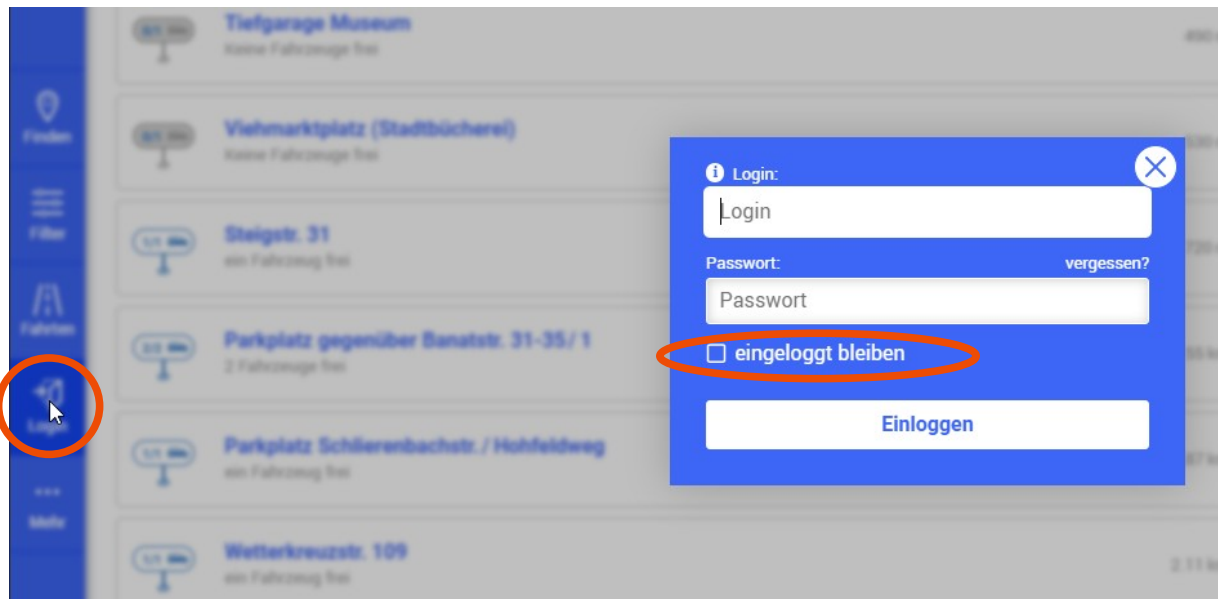 Tiefgarage Museum
Keine Fahrzeuge frei
Finden
Viehmarktplatz (Stadtbücherei)
Keine Fahrzeuge frei
Filter
Steigstr. 31
ein Fahrzeug frei
Fahrten
Parkplatz gegenüber Banatstr. 31-35/ 1
2 Fahrzeuge frei
Login
Parkplatz Schlierenbachstr./ Hohfeldweg
ein Fahrzeug frei
Mehr
Wetterkreuzstr. 109
ein Fahrzeug frei
2.11
Login:
Login
Passwort: vergessen?
Passwort
eingeloggt bleiben
Einloggen